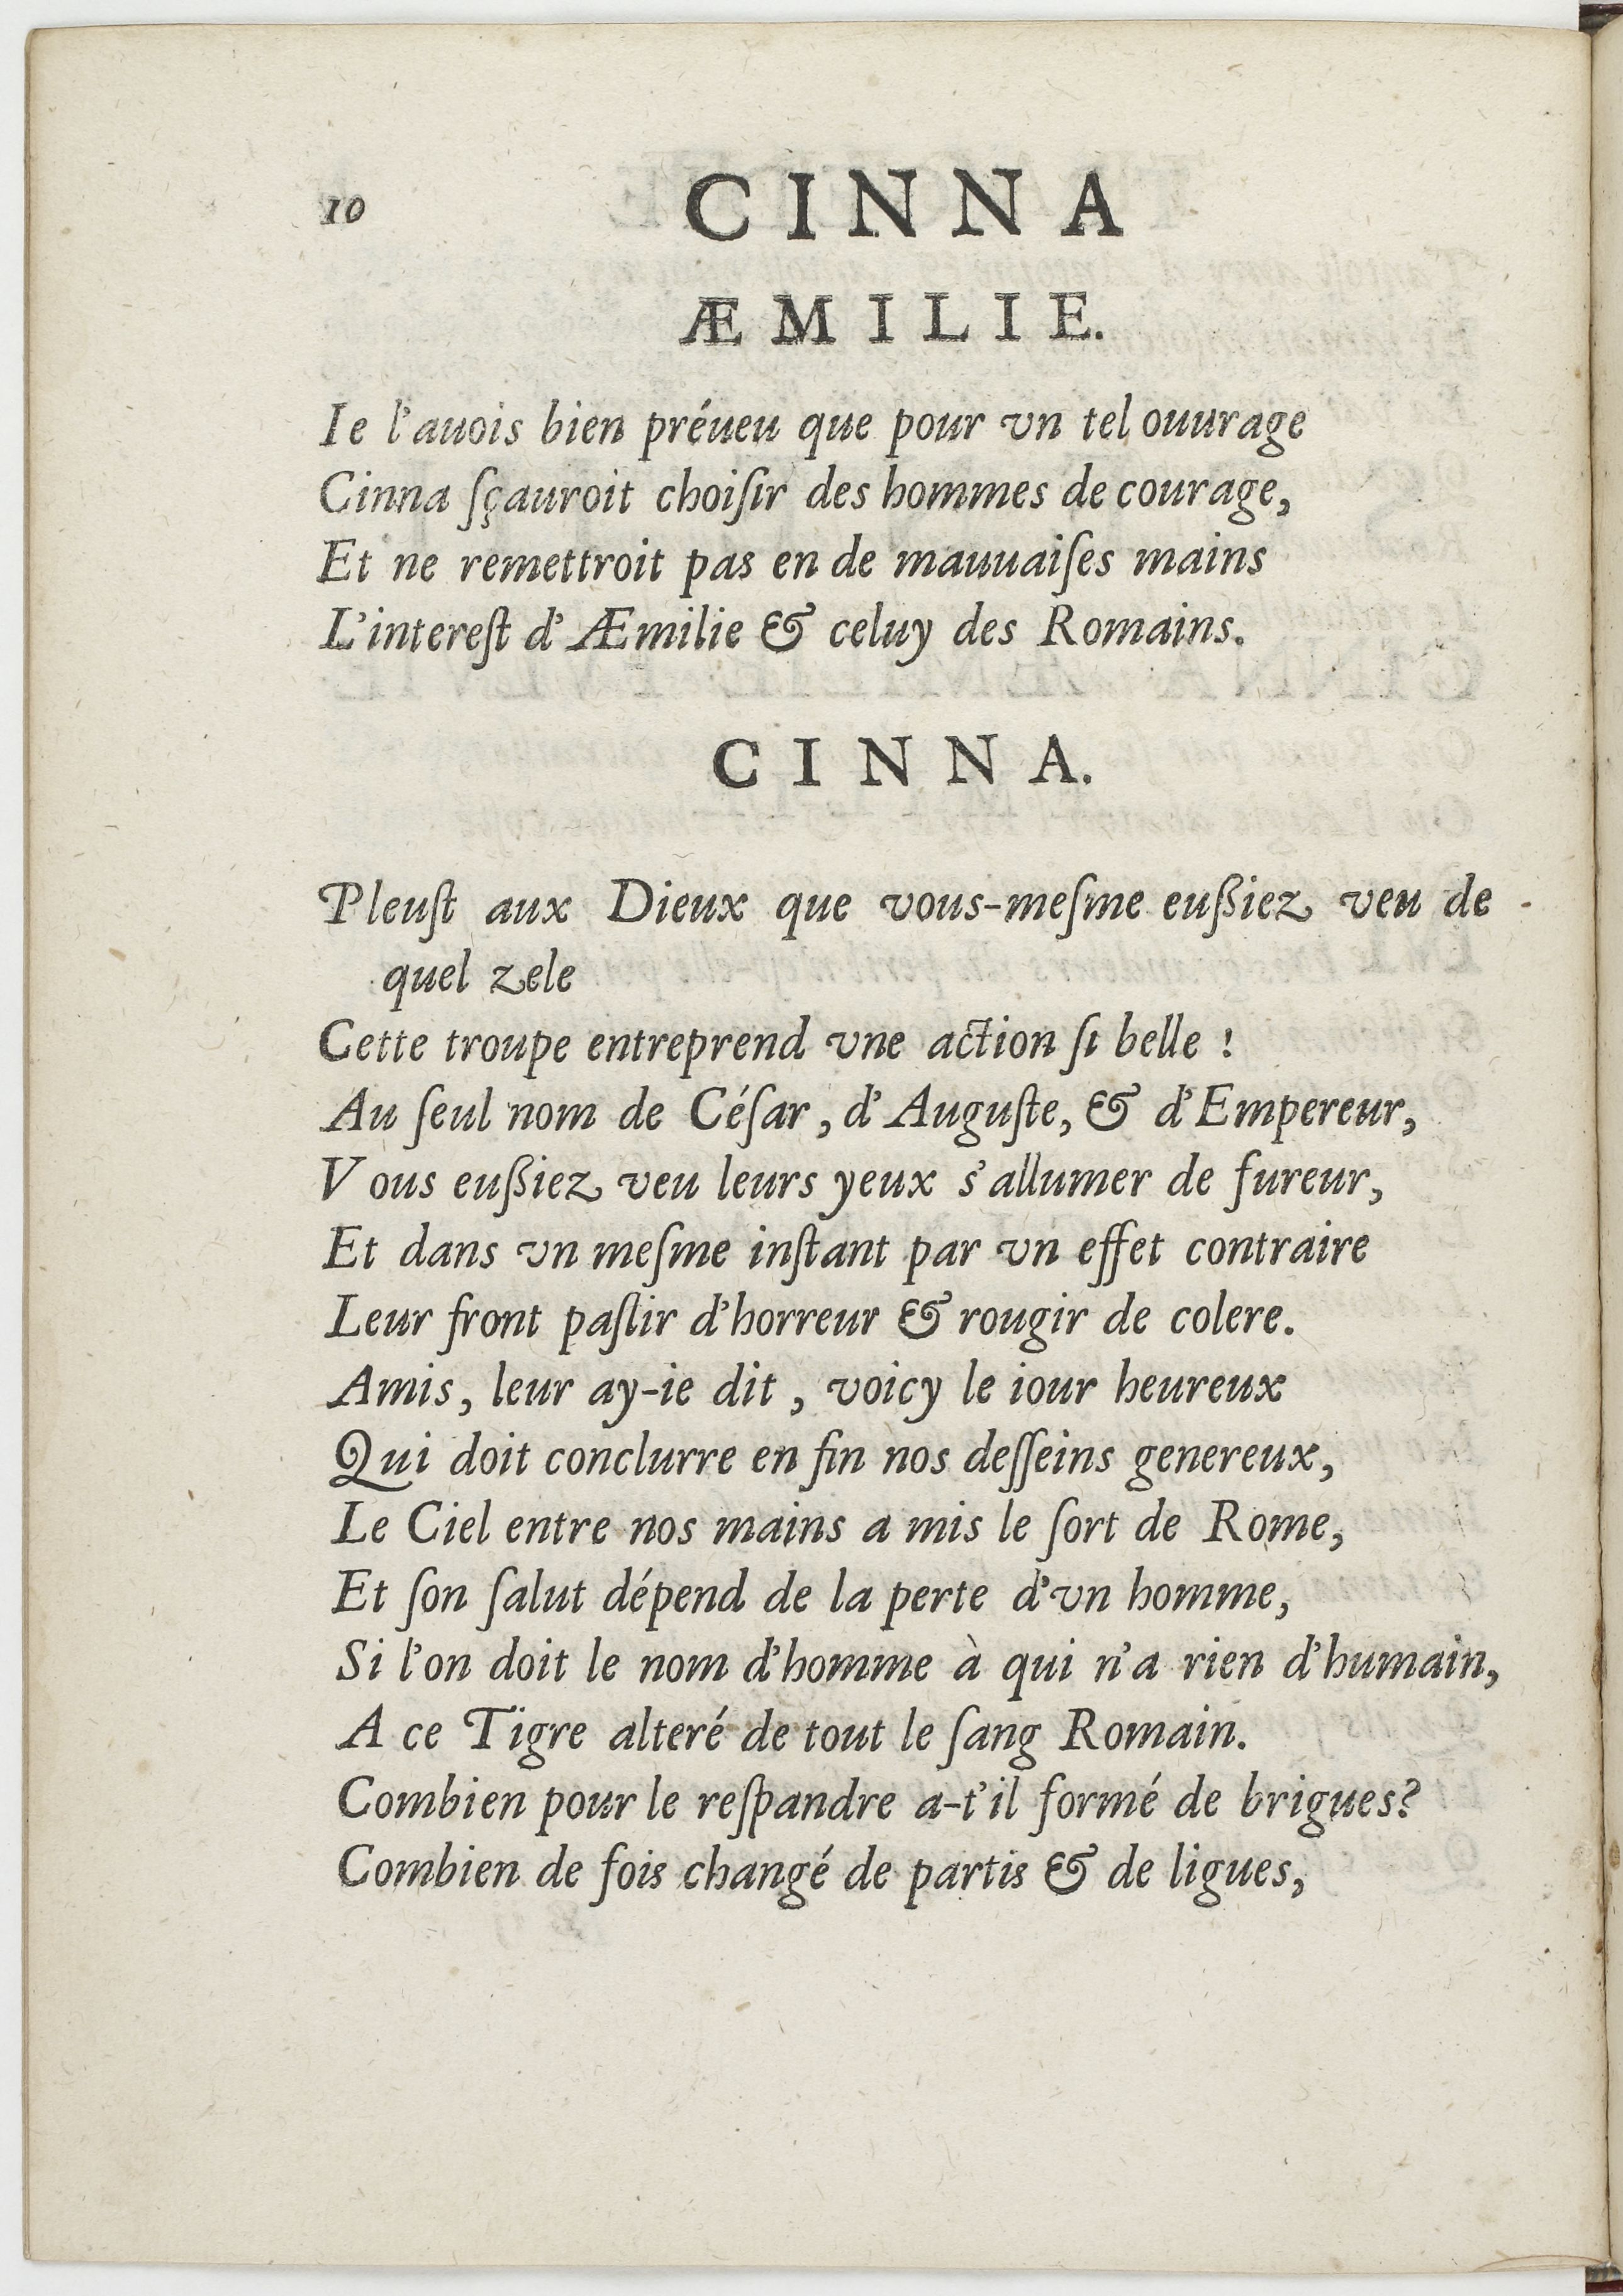 10 CINNA
ÆMILIE.
Ie l'auois bien préueu que pour vn tel ouurage
Cinna ſçauroit choiſir des hommes de courage,
Et ne remettroit pas en de mauuaiſes mains
L'intereſt d'Æmilie & celuy des Romains.
CINNA.
Pleuſt aux Dieux que vous-meſme eußiez veu de
quel zele
Cette troupe entreprend vne action ſi belle !
Au ſeul nom de Céſar, d'Auguſte, & d'Empereur,
Vous eußiez veu leurs yeux s'allumer de fureur,
Et dans vn meſme inſtant par vn effet contraire
Leur front paſlir d'horreur & rougir de colere.
Amis, leur ay-ie dit, voicy le iour heureux
Qui doit conclurre en fin nos deſſeins genereux,
Le Ciel entre nos mains a mis le ſort de Rome,
Et ſon ſalut dépend de la perte d'vn homme,
Si l'on doit le nom d'homme à qui n'a rien d'humain,
A ce Tigre alteré de tout le ſang Romain.
Combien pour le reſpandre a-t'il formé de brigues?
Combien de fois changé de partis & de ligues,